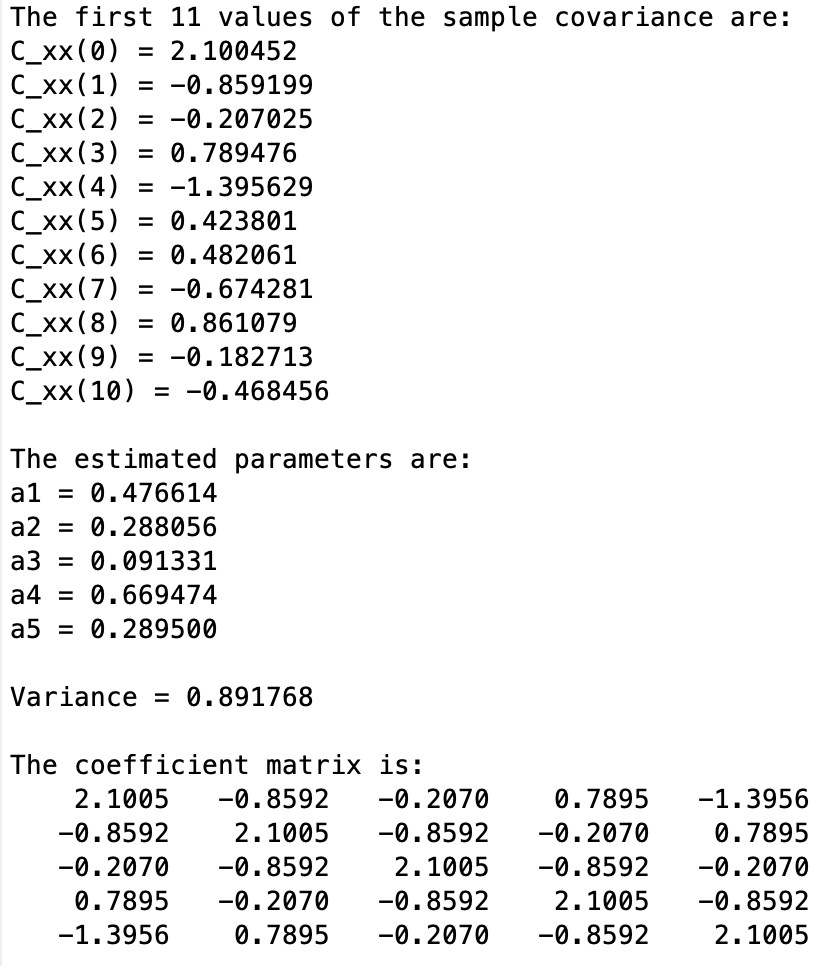 The first 11 values of the sample covariance are:
C_xx(0) = 2.100452
C_xx(1) = -0.859199
C_xx(2) = -0.207025
C_xx(3) = 0.789476
C_xx(4) = -1.395629
C_xx(5) = 0.423801
C_xx(6) = 0.482061
C_xx(7) = -0.674281
C_xx(8) = 0.861079
C_xx(9) = -0.182713
C_xx(10) = -0.468456
The estimated parameters are:
a1 = 0.476614
a2 = 0.288056
a3 = 0.091331
a4 = 0.669474
a5 = 0.289500
Variance = 0.891768
The coefficient matrix is:
2.1005 -0.8592 -0.2070 0.7895 -1.3956
-0.8592 2.1005 -0.8592 -0.2070 0.7895
-0.2070 -0.8592 2.1005 -0.8592 -0.2070
0.7895 -0.2070 -0.8592 2.1005 -0.8592
-1.3956 0.7895 -0.2070 -0.8592 2.1005